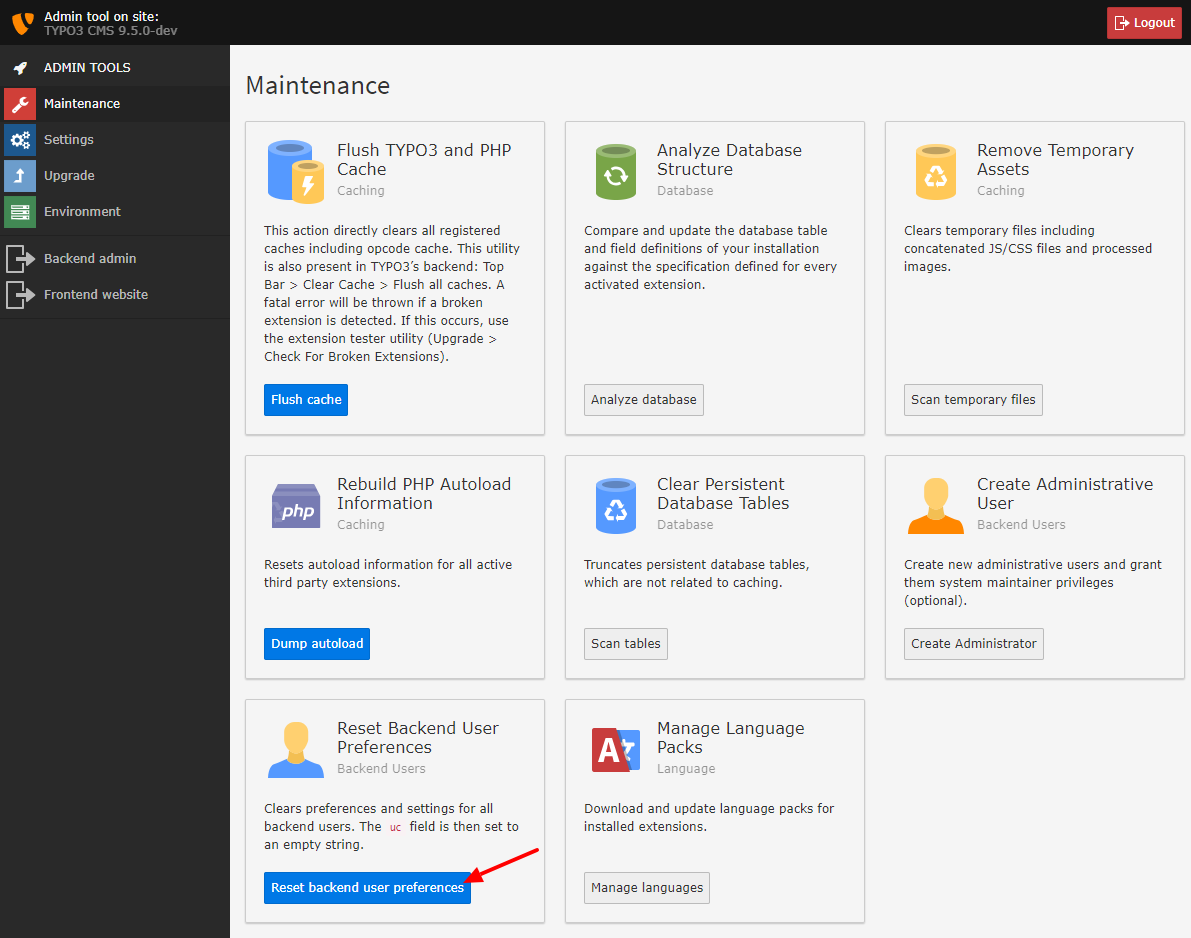 Admin tool on site:
TYPO3 CMS 9.5.0-dev
Logout
ADMIN TOOLS
Maintenance
Settings
Upgrade
Environment
Backend admin
Frontend website
Maintenance
Flush TYPO3 and PHP
Cache
Caching
This action directly clears all registered
caches including opcode cache. This utility
is also present in TYPO3’s backend: Top
Bar > Clear Cache > Flush all caches. A
fatal error will be thrown if a broken
extension is detected. If this occurs, use
the extension tester utility (Upgrade >
Check For Broken Extensions).
Flush cache
Analyze Database
Structure
Database
Compare and update the database table
and field definitions of your installation
against the specification defined for every
activated extension.
Analyze database
Remove Temporary
Assets
Caching
Clears temporary files including
concatenated JS/CSS files and processed
images.
Scan temporary files
php
Rebuild PHP Autoload
Information
Caching
Resets autoload information for all active
third party extensions.
Dump autoload
Clear Persistent
Database Tables
Database
Truncates persistent database tables,
which are not related to caching.
Scan tables
Create Administrative
User
Backend Users
Create new administrative users and grant
them system maintainer privileges
(optional).
Create Administrator
Reset Backend User
Preferences
Backend Users
Clears preferences and settings for all
backend users. The uc field is then set to
an empty string.
Reset backend user preferences
A
Manage Language
Packs
Language
Download and update language packs for
installed extensions.
Manage languages